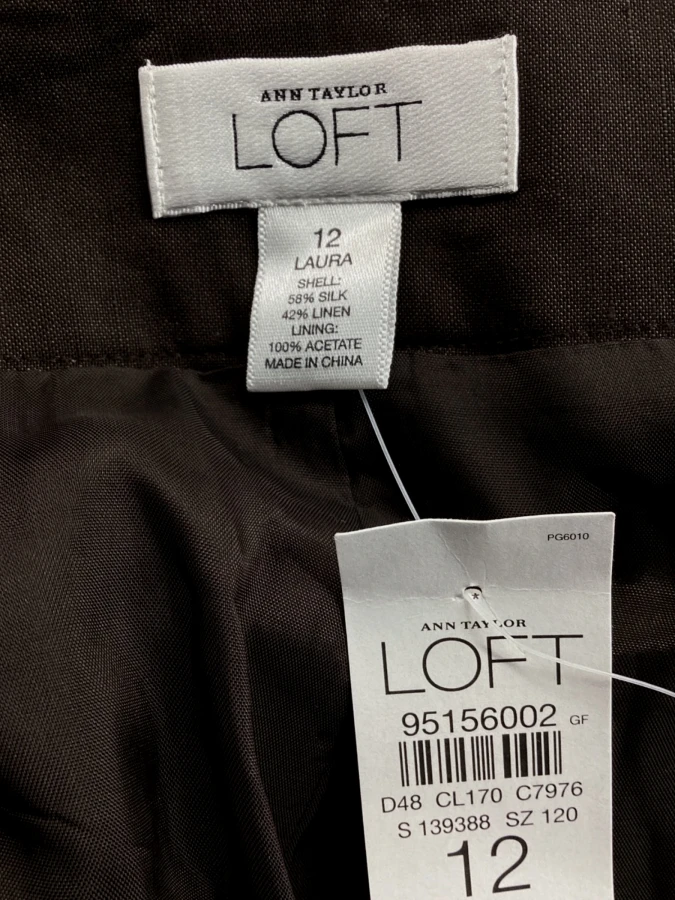 ANN TAYLOR
LOFT
12
LAURA
SHELL:
58% SILK
42% LINEN
LINING:
100% ACETATE
MADE IN CHINA
PG6010
ANN TAYLOR
LOFT
95156002 GF
D48 CL170 C7976
S 139388 SZ 120
12